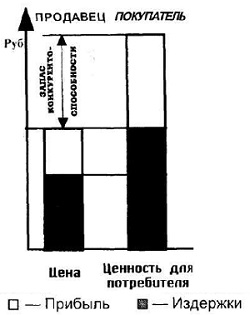 ПРОДАВЕЦ ПОКУПАТЕЛЬ
Руб
ЗАПАС
КОНКУРЕНТО-
СПОСОБНОСТИ
Цена
Ценность для
потребителя
— Прибыль
— Издержки